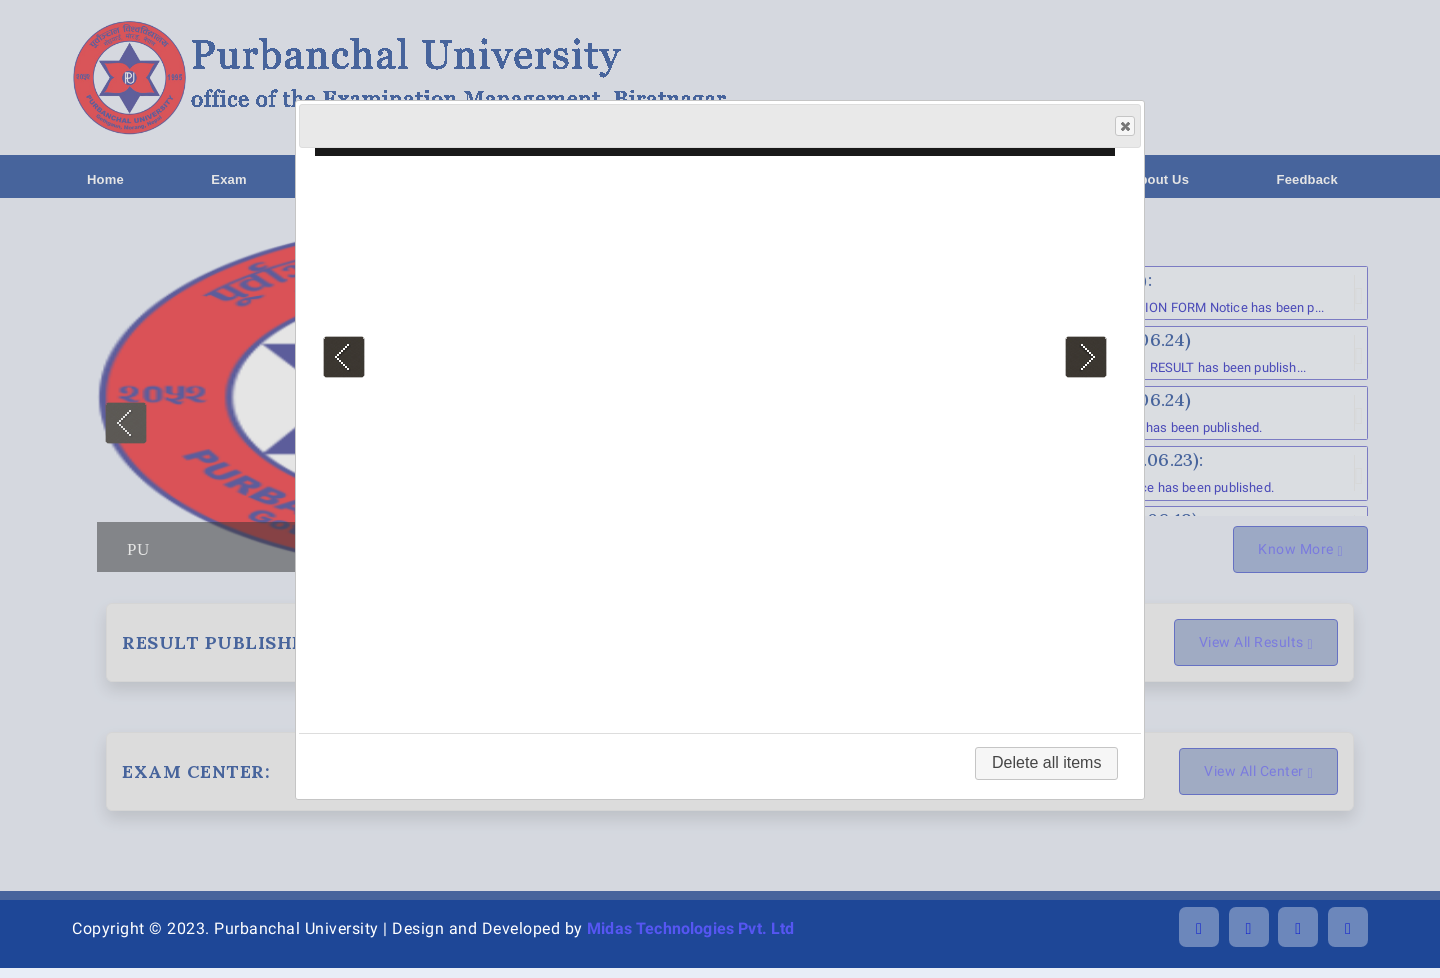 Purbanchal University
office of the Examination Management, Biratnagar
Home
Exam
out Us
Feedback
२०५२
PURBA
PU
:
ION FORM Notice has been p...
06.24)
RESULT has been publish...
06.24)
has been published.
.06.23):
ce has been published.
Know More
RESULT PUBLISH
View All Results
EXAM CENTER:
View All Center
Delete all items
Copyright © 2023. Purbanchal University | Design and Developed by Midas Technologies Pvt. Ltd